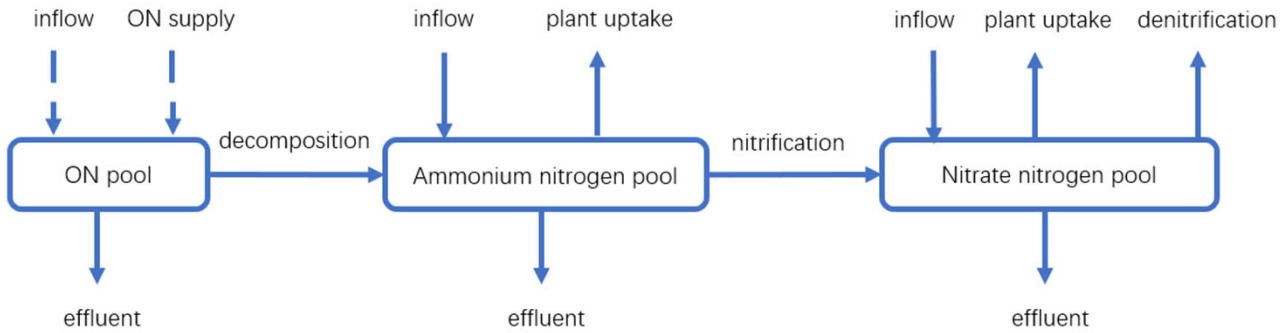 inflow ON supply inflow plant uptake inflow plant uptake denitrification
decomposition nitrification
ON pool Ammonium nitrogen pool Nitrate nitrogen pool
effluent effluent effluent